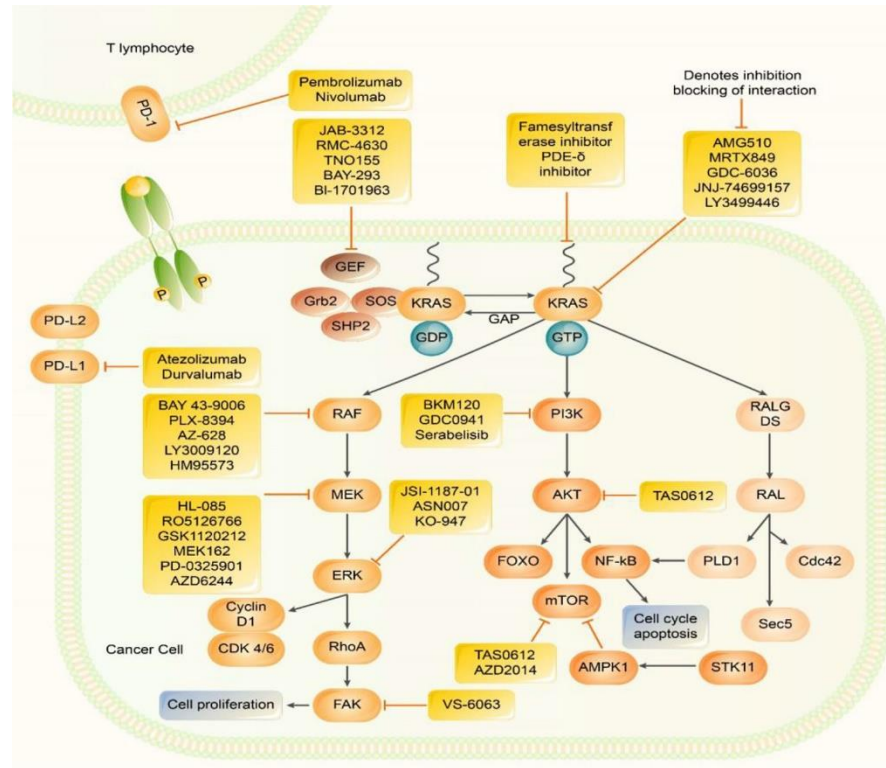 T lymphocyte
PD-1
Pembrolizumab
Nivolumab
JAB-3312
RMC-4630
TNO155
BAY-293
BI-1701963
Famesyltransf
erase inhibitor
PDE-δ
inhibitor
Denotes inhibition
blocking of interaction
AMG510
MRTX849
GDC-6036
JNJ-74699157
LY3499446
P
P
GEF
Grb2
SOS
SHP2
KRAS
GDP
GAP
KRAS
GTP
PD-L2
PD-L1
Atezolizumab
Durvalumab
BAY 43-9006
PLX-8394
AZ-628
LY3009120
HM95573
RAF
BKM120
GDC0941
Serabelisib
PI3K
RALG
DS
HL-085
RO5126766
GSK1120212
MEK162
PD-0325901
AZD6244
MEK
JSI-1187-01
ASN007
KO-947
AKT
TAS0612
RAL
ERK
FOXO
NF-kB
PLD1
Cdc42
mTOR
Cell cycle
apoptosis
Sec5
Cyclin
D1
CDK 4/6
Cancer Cell
RhoA
TAS0612
AZD2014
AMPK1
STK11
Cell proliferation
FAK
VS-6063